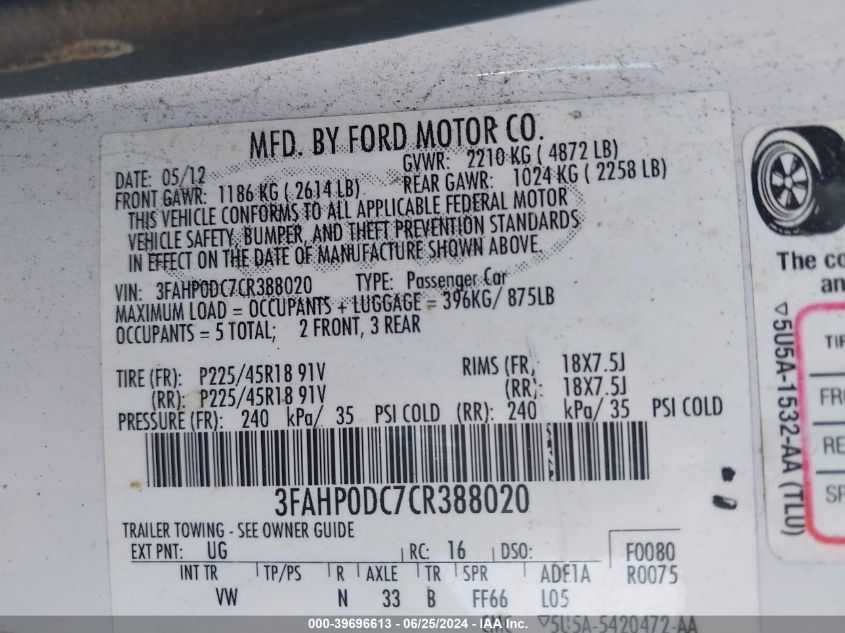 MFD. BY FORD MOTOR CO.
DATE: 05/12 GVWR: 2210 KG ( 4872 LB)
FRONT GAWR: 1186 KG ( 2614 LB) REAR GAWR: 1024 KG ( 2258 LB)
THIS VEHICLE CONFORMS TO ALL APPLICABLE FEDERAL MOTOR
VEHICLE SAFETY, BUMPER, AND THEFT PREVENTION STANDARDS
IN EFFECT ON THE DATE OF MANUFACTURE SHOWN ABOVE.
VIN: 3FAHP0DC7CR388020 TYPE: Passenger Car
MAXIMUM LOAD = OCCUPANTS + LUGGAGE = 396KG/ 875LB
OCCUPANTS = 5 TOTAL; 2 FRONT, 3 REAR
TIRE (FR): P225/45R18 91V RIMS (FR, 18X7.5J
(RR): P225/45R18 91V (RR): 18X7.5J
PRESSURE (FR): 240 kPa/ 35 PSI COLD (RR): 240 kPa/ 35 PSI COLD
3FAHP0DC7CR388020
TRAILER TOWING - SEE OWNER GUIDE
EXT PNT: UG RC: 16 DSO: F0080
INT TR TP/PS R AXLE TR SPR ADE1A R0075
VW N 33 B FF66 L05
▽5U5A-5420472-AA
The co
an
▽5U5A-1532-AA (TLU)
TIR
FRO
RE
SP
000-39696613 - 06/25/2024 - IAA Inc.